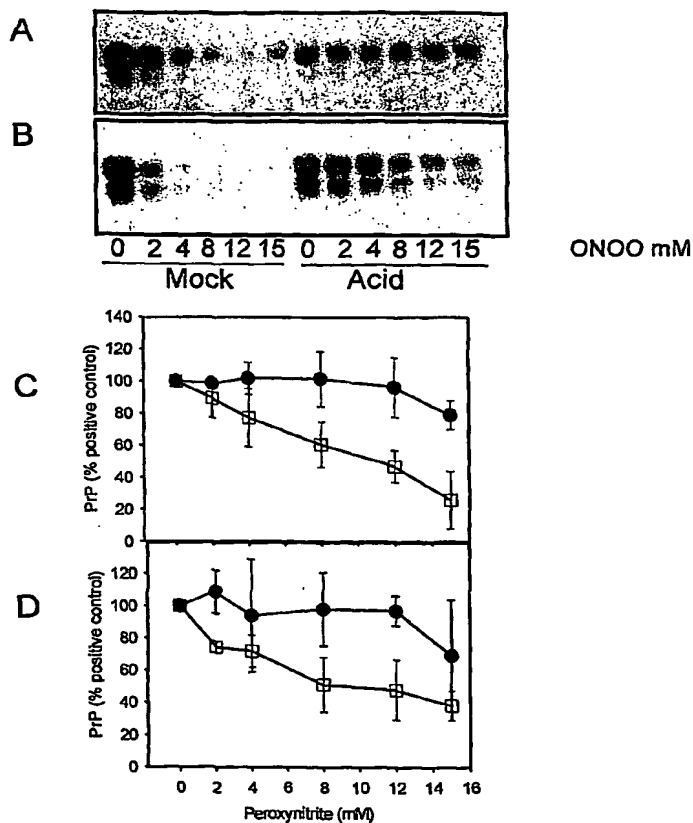 A
B
0 2 4 8 12 15 0 2 4 8 12 15 ONOO mM
Mock Acid
C
PrP (% positive control)
140
120
100
80
60
40
20
0
D
PrP (% positive control)
120
100
80
60
40
20
0
0 2 4 6 8 10 12 14 16
Peroxynitrite (mM)